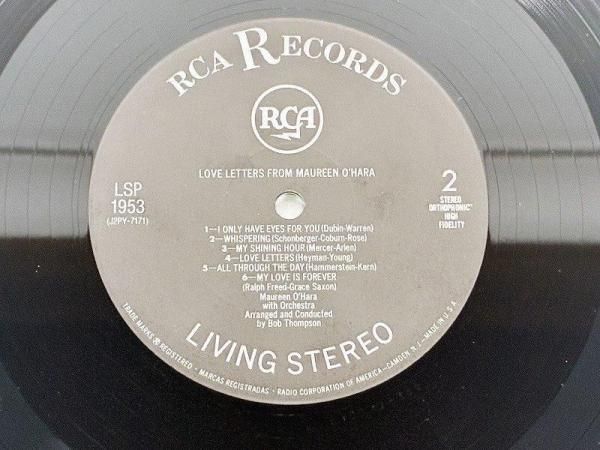 RCA RECORDS
RCA
LOVE LETTERS FROM MAUREEN O'HARA
LSP
1953
(J2PY-7171)
2
STEREO
ORTHOPHONIC
HIGH
FIDELITY
1—I ONLY HAVE EYES FOR YOU (Dubin-Warren)
2—WHISPERING (Schonberger-Coburn-Rose)
3—MY SHINING HOUR (Mercer-Arlen)
4—LOVE LETTERS (Heyman-Young)
5—ALL THROUGH THE DAY (Hammerstein-Kern)
6—MY LOVE IS FOREVER
(Ralph Freed-Grace Saxon)
Maureen O'Hara
with Orchestra
Arranged and Conducted
by Bob Thompson
LIVING STEREO
TRADE MARKS ® REGISTERED • MARCAS REGISTRADAS • RADIO CORPORATION OF AMERICA—CAMDEN, N.J.—MADE IN U.S.A.